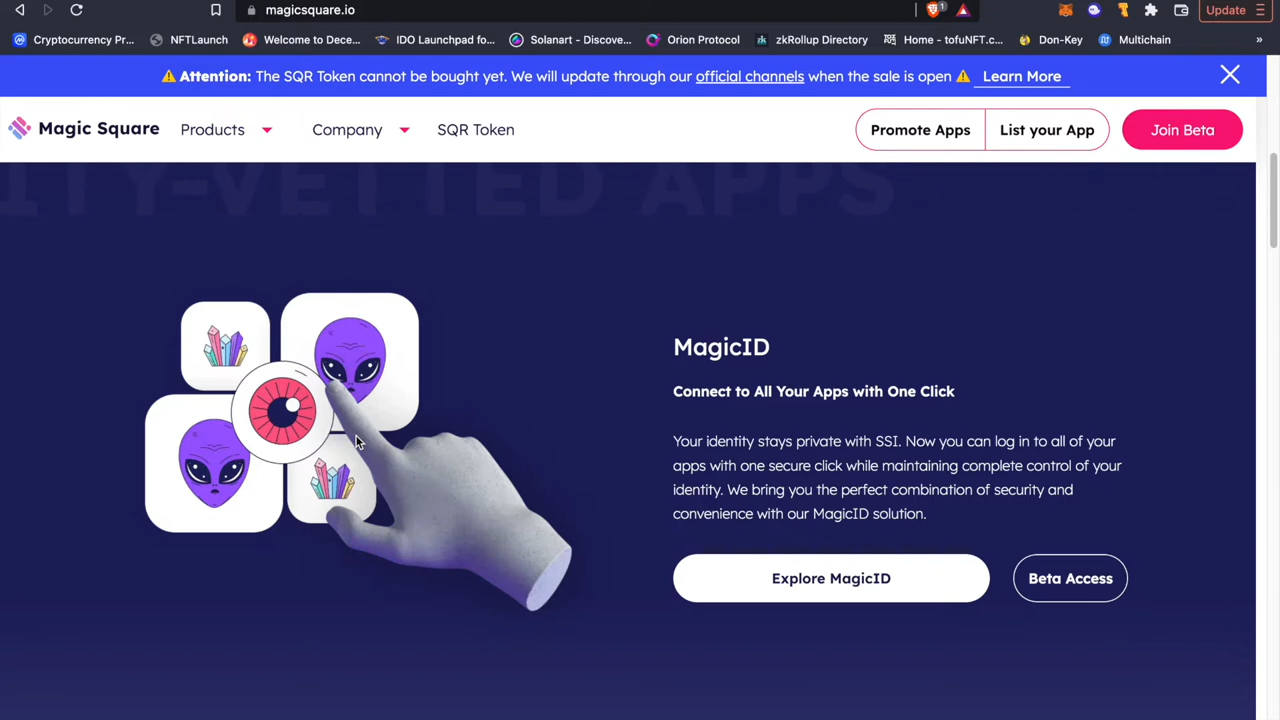 magicsquare.io
1
Update
Cryptocurrency Pr...
NFTLaunch
Welcome to Dece...
IDO Launchpad fo...
Solanart - Discove...
Orion Protocol
zkRollup Directory
Home - tofuNFT.c...
Don-Key
Multichain
»
Attention: The SQR Token cannot be bought yet. We will update through our official channels when the sale is open Learn More
Magic Square
Products
Company
SQR Token
Promote Apps
List your App
Join Beta
ITY-VETTED APPS
MagicID
Connect to All Your Apps with One Click
Your identity stays private with SSI. Now you can log in to all of your
apps with one secure click while maintaining complete control of your
identity. We bring you the perfect combination of security and
convenience with our MagicID solution.
Explore MagicID
Beta Access